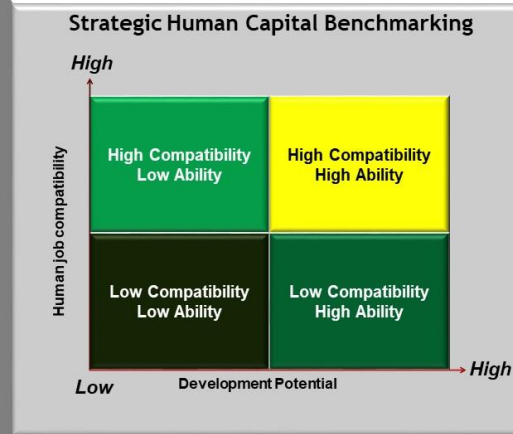 Strategic Human Capital Benchmarking
High
Human job compatibility
High Compatibility
Low Ability
High Compatibility
High Ability
Low Compatibility
Low Ability
Low Compatibility
High Ability
Low
Development Potential
High